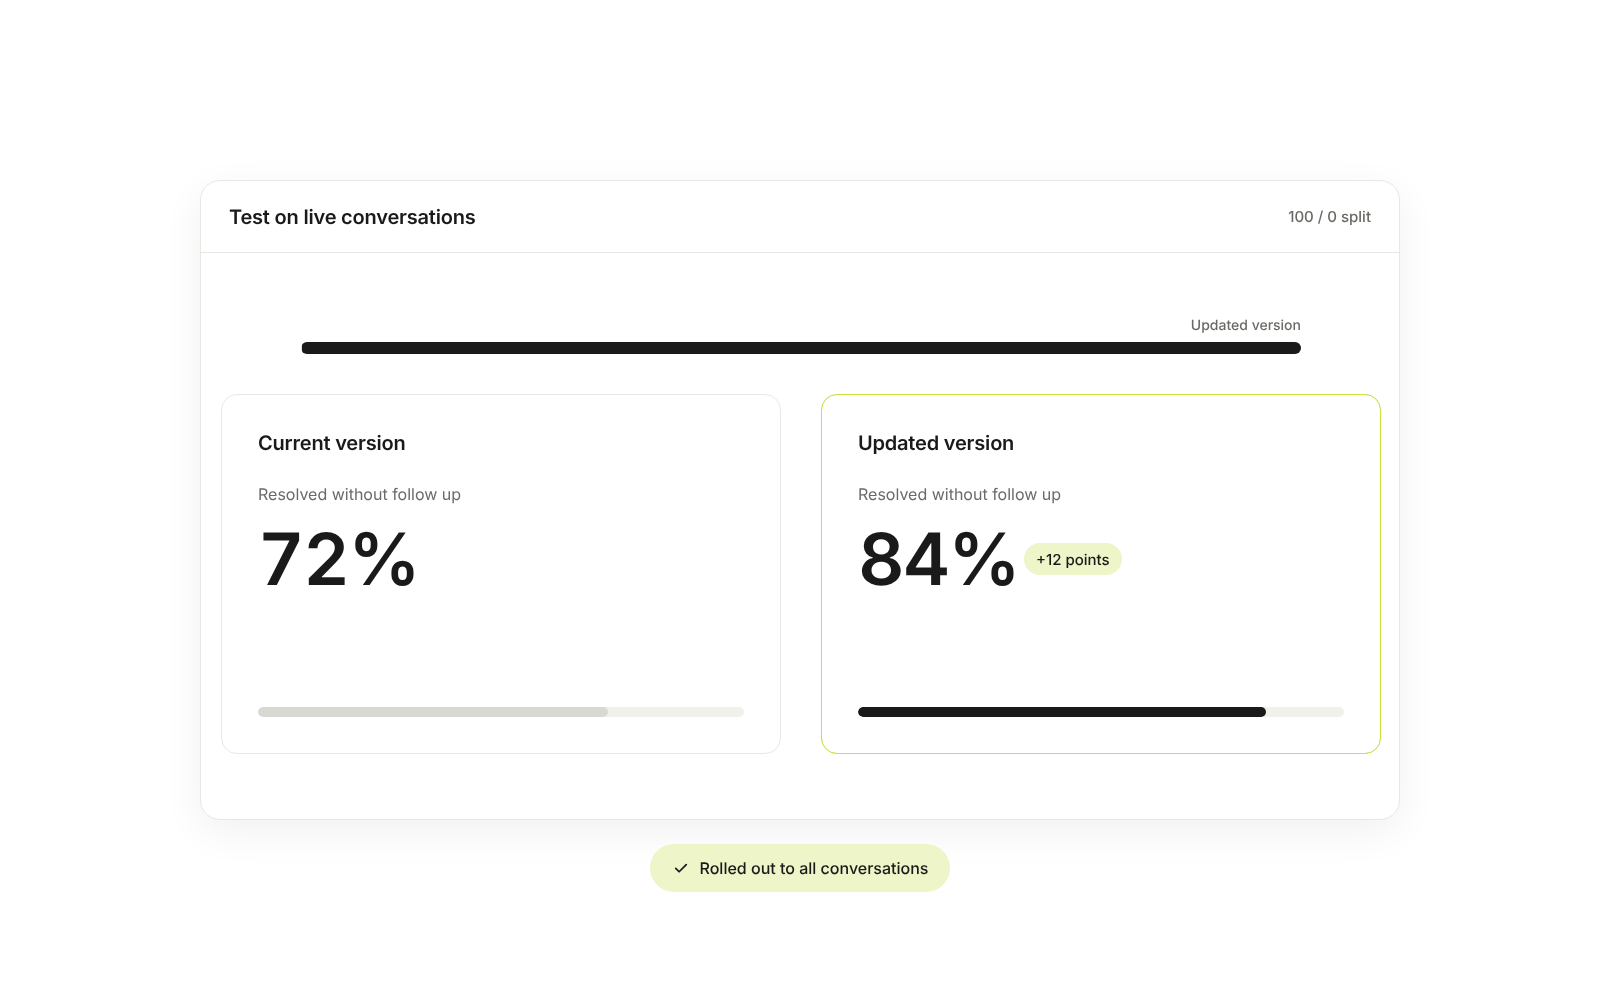 Test on live conversations
100 / 0 split
Updated version
Current version
Resolved without follow up
72%
Updated version
Resolved without follow up
84%
+12 points
Rolled out to all conversations